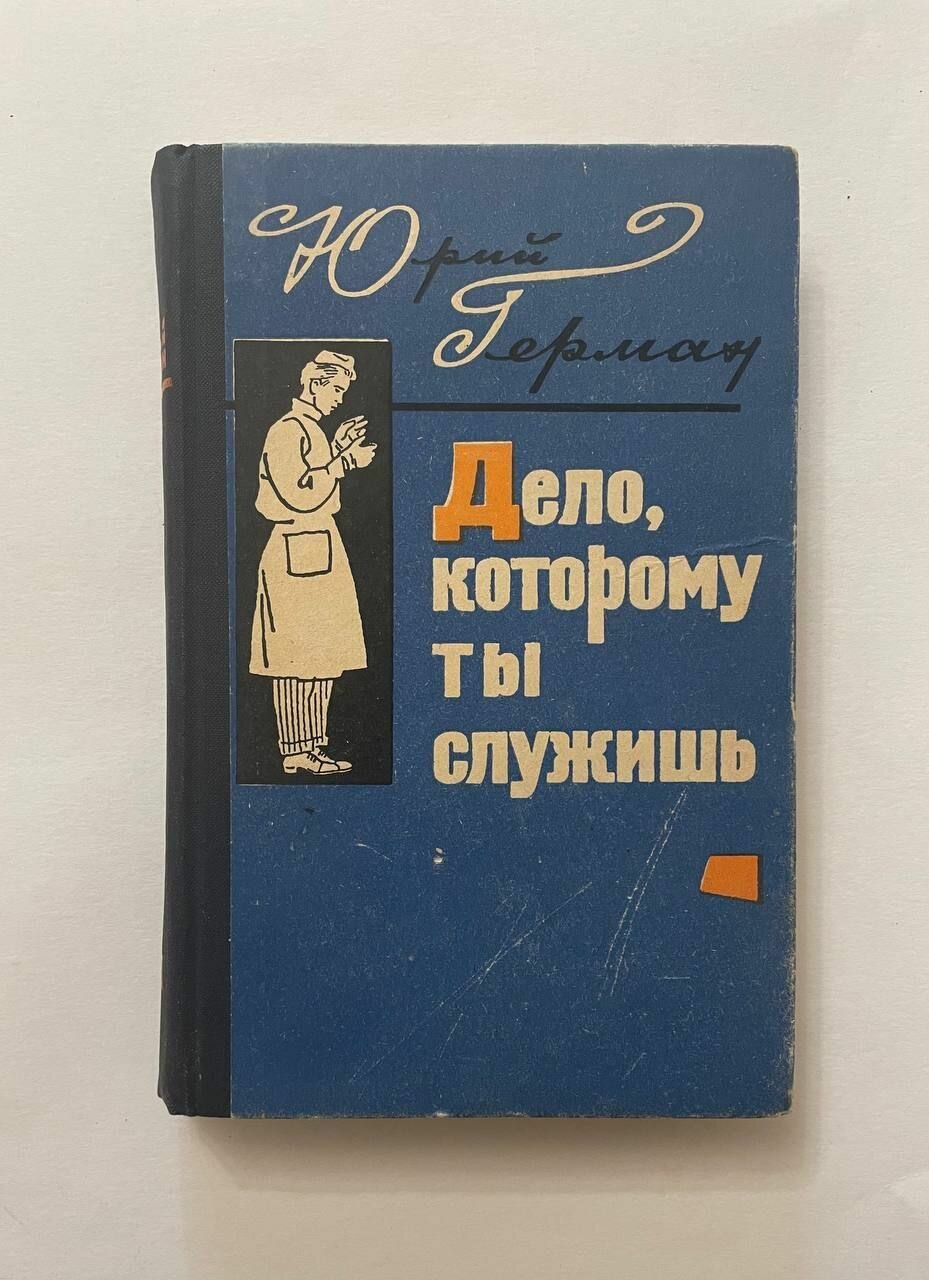 Юрий
Герман
Дело,
которому
ты
служишь